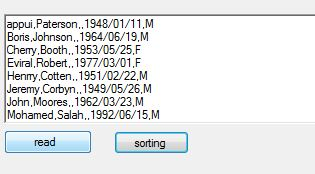 appui,Paterson,,1948/01/11,M
Boris,Johnson,,1964/06/19,M
Cherry,Booth,,1953/05/25,F
Eviral,Robert,,1977/03/01,F
Henrry,Cotten,,1951/02/22,M
Jeremy,Corbyn,,1949/05/26,M
John,Moores,,1962/03/23,M
Mohamed,Salah,,1992/06/15,M
read
sorting